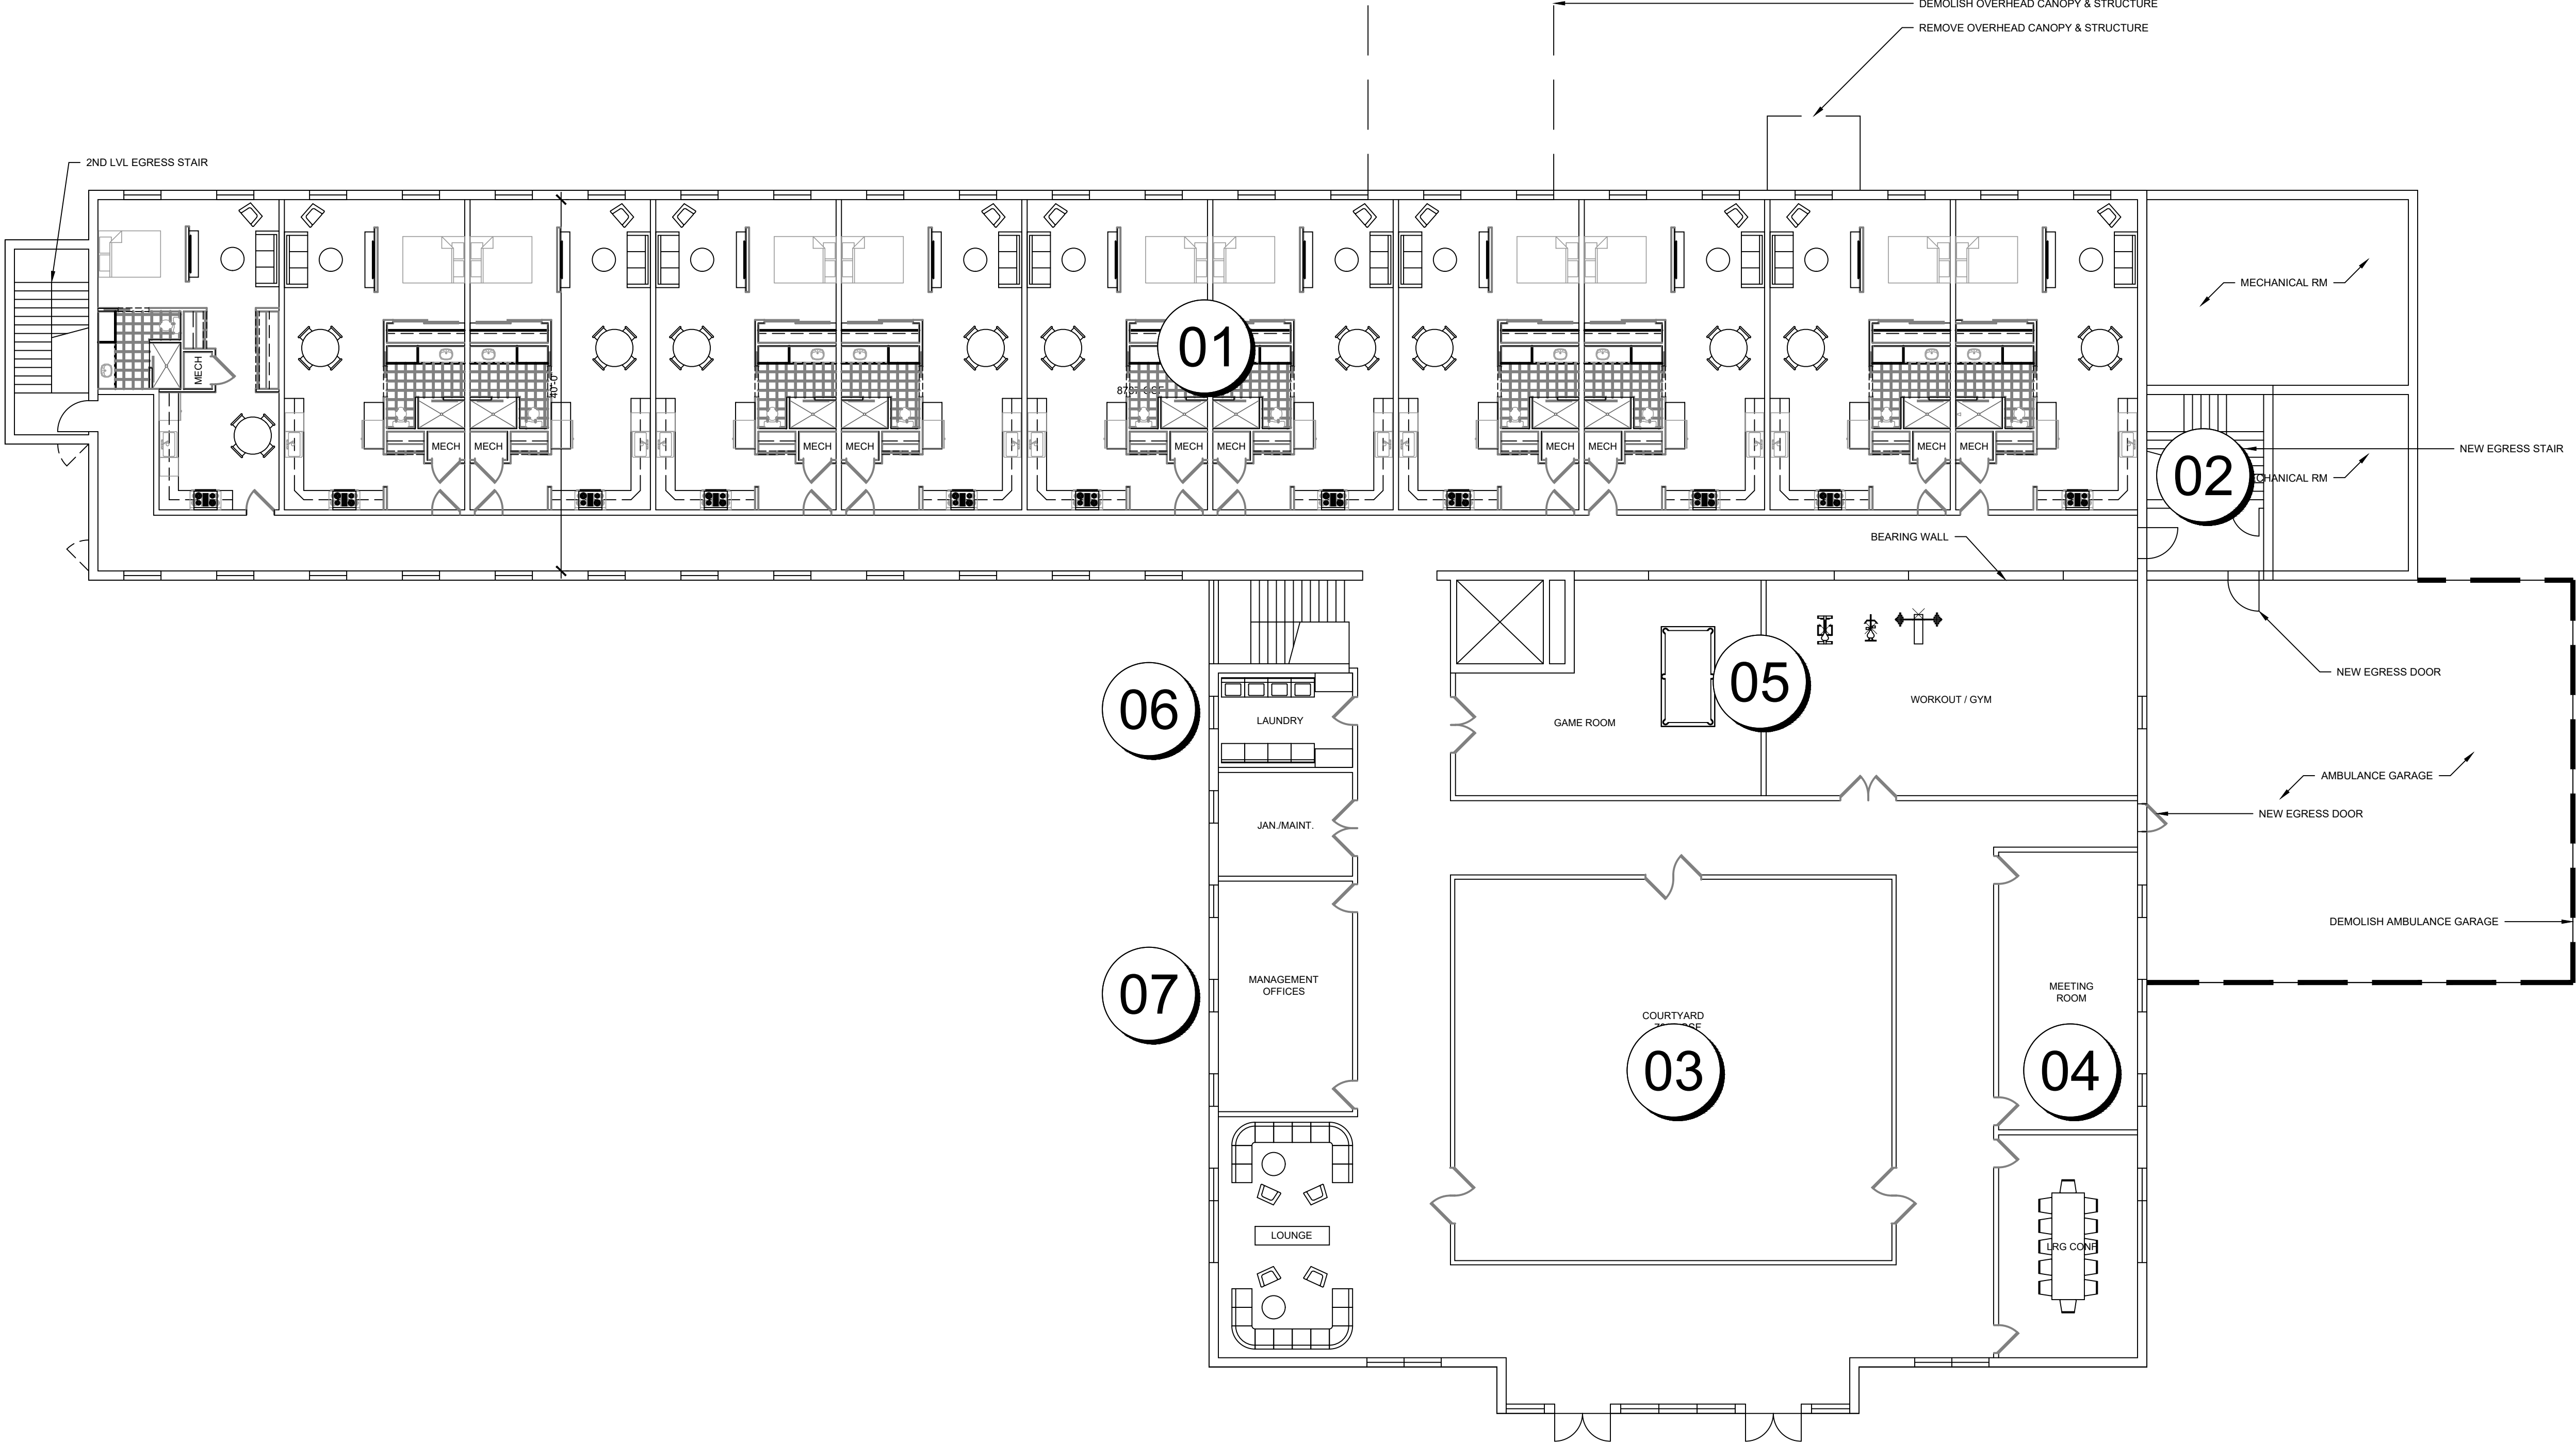 DEMOLISH OVERHEAD CANOPY & STRUCTURE
REMOVE OVERHEAD CANOPY & STRUCTURE
2ND LVL EGRESS STAIR
MECHANICAL RM
01
MECH
40'-0"
MECH
MECH
MECH
MECH
MECH
MECH
MECH
MECH
MECH
MECH
NEW EGRESS STAIR
02
CHANICAL RM
BEARING WALL
NEW EGRESS DOOR
05
WORKOUT / GYM
06
LAUNDRY
GAME ROOM
AMBULANCE GARAGE
NEW EGRESS DOOR
JAN./MAINT.
DEMOLISH AMBULANCE GARAGE
07
MANAGEMENT
OFFICES
MEETING
ROOM
COURTYARD
03
04
LOUNGE
LRG CONF